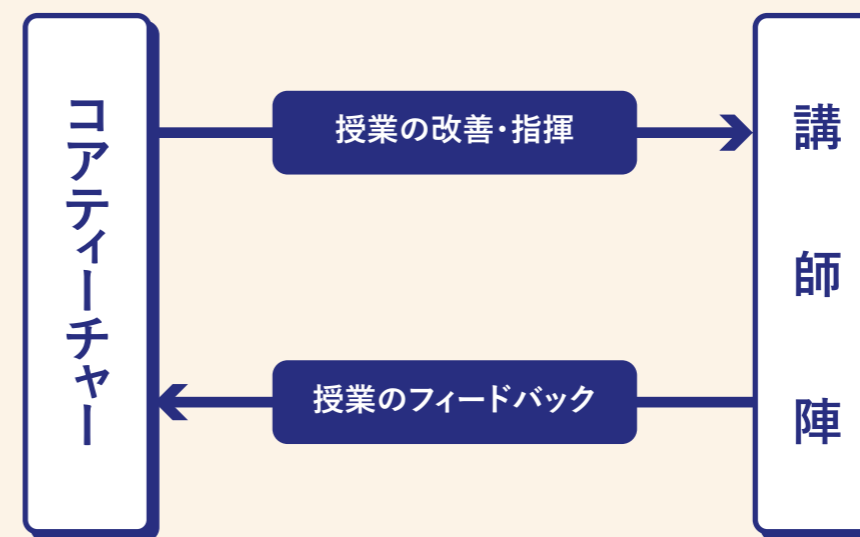 コアティーチャー
授業の改善・指揮
授業のフィードバック
講師陣